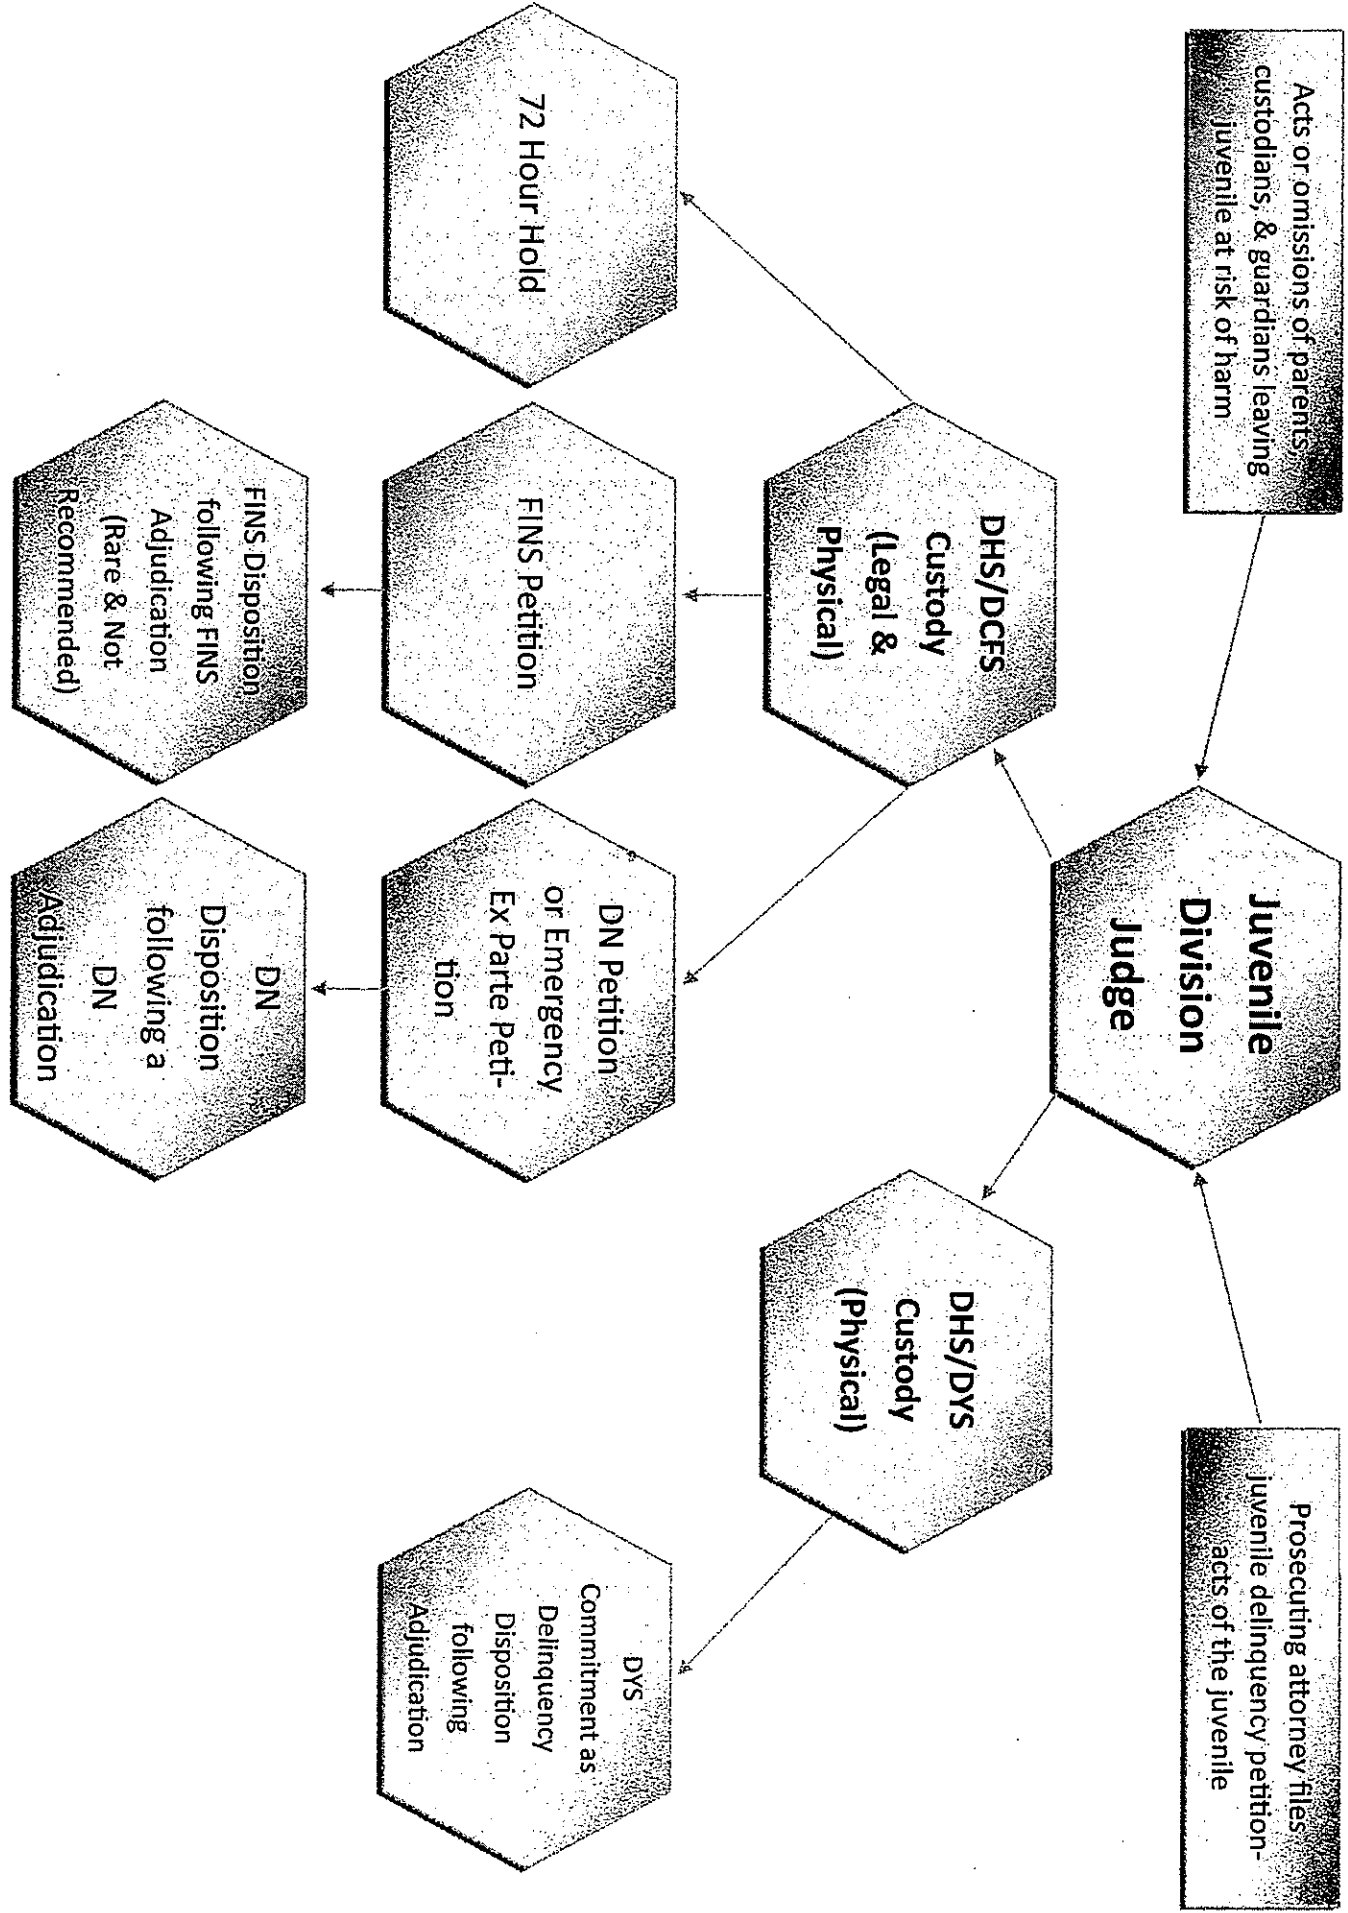 Acts or omissions of parents,
custodians, & guardians leaving
juvenile at risk of harm
Juvenile
Division
Judge
Prosecuting attorney files
juvenile delinquency petition-
acts of the juvenile
DHS/DCFS
Custody
(Legal &
Physical)
DHS/DYS
Custody
(Physical)
72 Hour Hold
FINS Petition
DN Petition
or Emergency
Ex Parte Peti-
tion
DYS
Commitment as
Delinquency
Disposition
following
Adjudication
FINS Disposition
following FINS
Adjudication
(Rare & Not
Recommended)
DN
Disposition
following a
DN
Adjudication